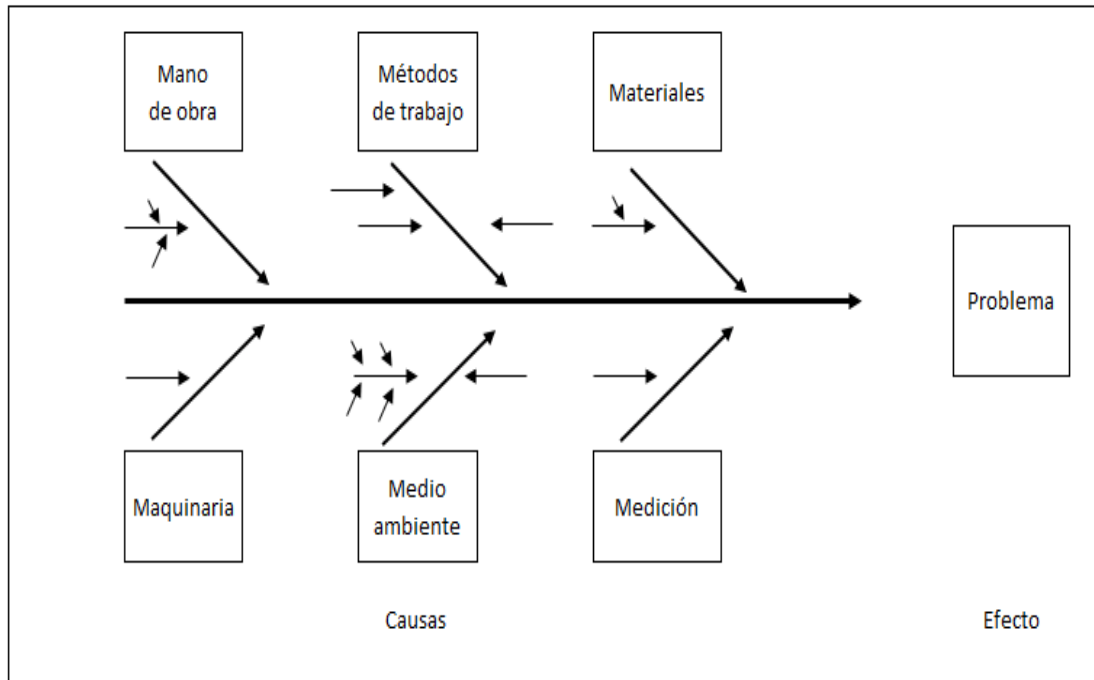 Mano
de obra
Métodos
de trabajo
Materiales
Problema
Maquinaria
Medio
ambiente
Medición
Causas
Efecto